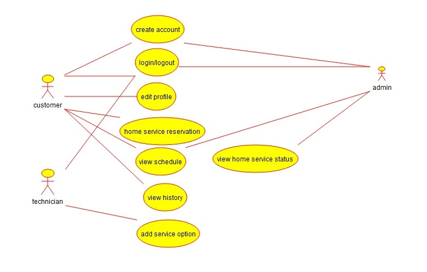 create account
login/logout
admin
edit profile
customer
home service reservation
view schedule
view home service status
view history
technician
add service option